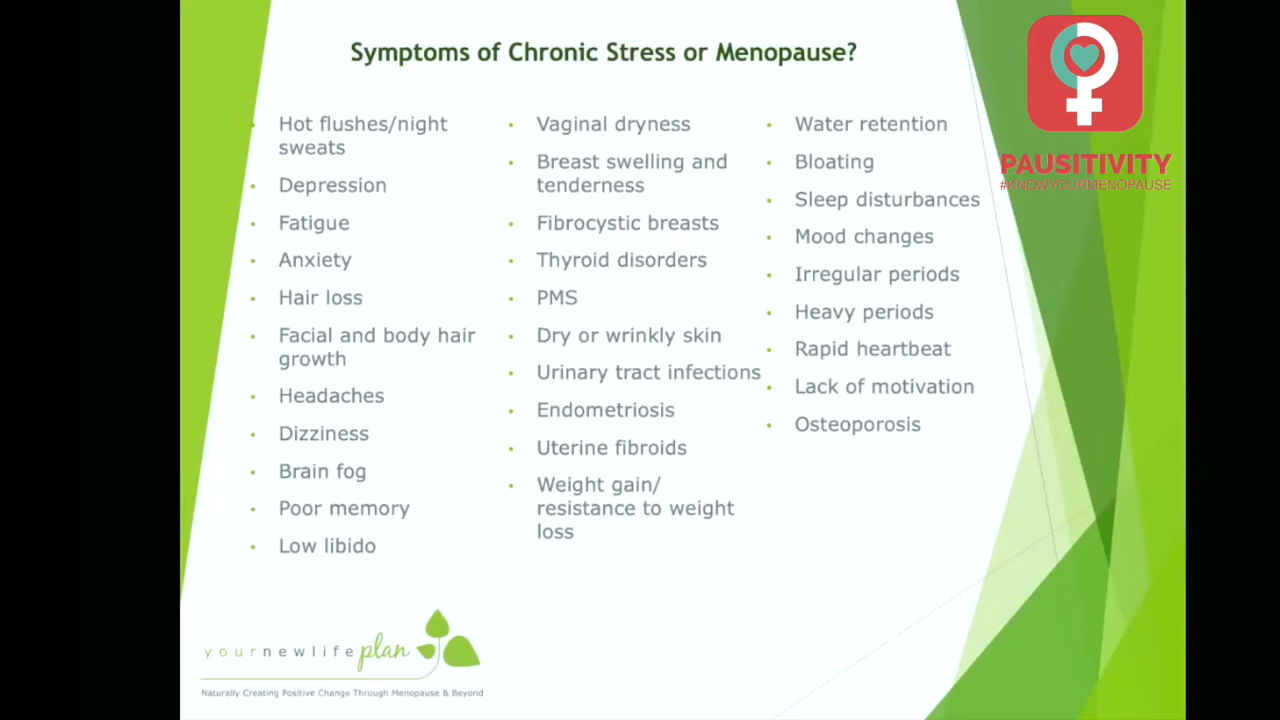 Symptoms of Chronic Stress or Menopause?
Hot flushes/night
sweats
Depression
Fatigue
Anxiety
Hair loss
Facial and body hair
growth
Headaches
Dizziness
Brain fog
Poor memory
Low libido
Vaginal dryness
Breast swelling and
tenderness
Fibrocystic breasts
Thyroid disorders
PMS
Dry or wrinkly skin
Urinary tract infections
Endometriosis
Uterine fibroids
Weight gain/
resistance to weight
loss
Water retention
Bloating
Sleep disturbances
Mood changes
Irregular periods
Heavy periods
Rapid heartbeat
Lack of motivation
Osteoporosis
PAUSITIVITY
#KNOWYOURMENOPAUSE
yournewlifeplan
Naturally Creating Positive Change Through Menopause & Beyond